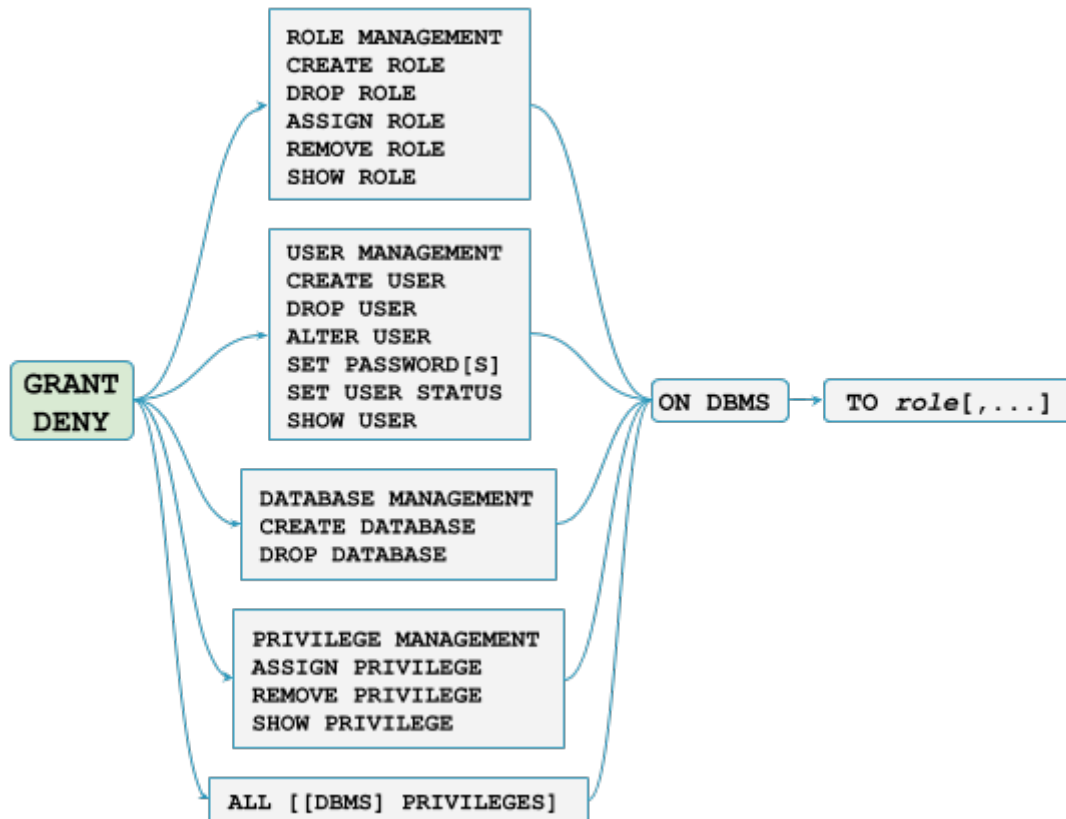 ROLE MANAGEMENT
CREATE ROLE
DROP ROLE
ASSIGN ROLE
REMOVE ROLE
SHOW ROLE
USER MANAGEMENT
CREATE USER
DROP USER
ALTER USER
SET PASSWORD[S]
SET USER STATUS
SHOW USER
GRANT
DENY
ON DBMS
TO role[,...]
DATABASE MANAGEMENT
CREATE DATABASE
DROP DATABASE
PRIVILEGE MANAGEMENT
ASSIGN PRIVILEGE
REMOVE PRIVILEGE
SHOW PRIVILEGE
ALL [[DBMS] PRIVILEGES]